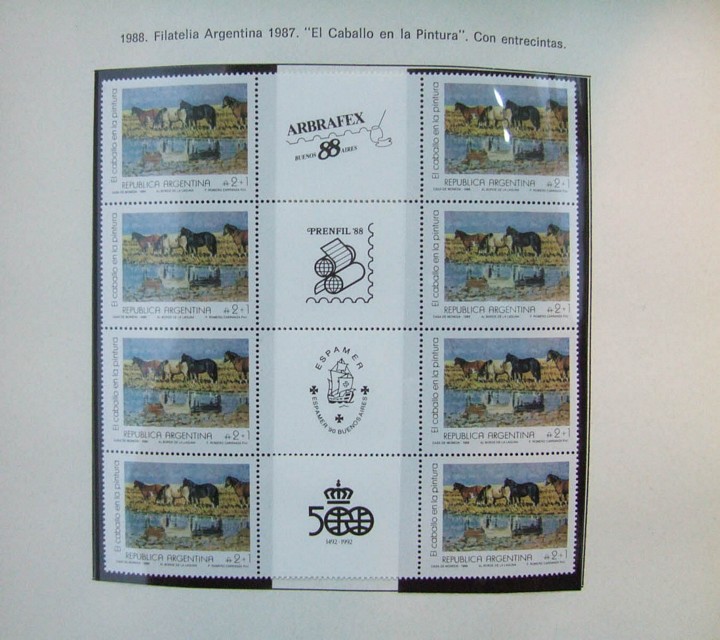 1988. Filatelia Argentina 1987. "El Caballo en la Pintura". Con entrecintas.
El caballo en la pintura
REPUBLICA ARGENTINA ₳2+1
ARBRAFEX
BUENOS 88 AIRES
El caballo en la pintura
REPUBLICA ARGENTINA ₳2+1
El caballo en la pintura
REPUBLICA ARGENTINA ₳2+1
PRENFIL '88
El caballo en la pintura
REPUBLICA ARGENTINA ₳2+1
El caballo en la pintura
REPUBLICA ARGENTINA ₳2+1
ESPAMER
ESPAMER '90 BUENOS AIRES
El caballo en la pintura
REPUBLICA ARGENTINA ₳2+1
El caballo en la pintura
REPUBLICA ARGENTINA ₳2+1
500
1492·1992
El caballo en la pintura
REPUBLICA ARGENTINA ₳2+1